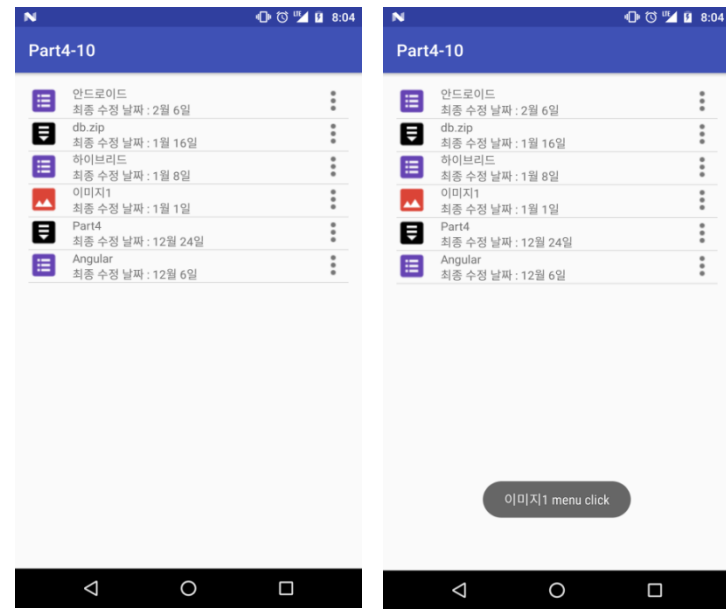 8:04
Part4-10
안드로이드
최종 수정 날짜 : 2월 6일
db.zip
최종 수정 날짜 : 1월 16일
하이브리드
최종 수정 날짜 : 1월 8일
이미지1
최종 수정 날짜 : 1월 1일
Part4
최종 수정 날짜 : 12월 24일
Angular
최종 수정 날짜 : 12월 6일
8:04
Part4-10
안드로이드
최종 수정 날짜 : 2월 6일
db.zip
최종 수정 날짜 : 1월 16일
하이브리드
최종 수정 날짜 : 1월 8일
이미지1
최종 수정 날짜 : 1월 1일
Part4
최종 수정 날짜 : 12월 24일
Angular
최종 수정 날짜 : 12월 6일
이미지1 menu click